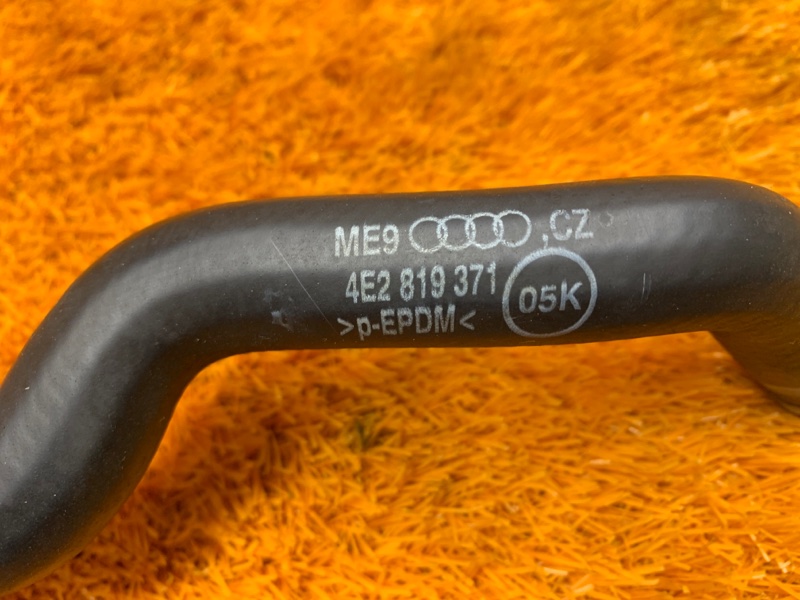 ME9 .CZ
4E2 819 371
>p-EPDM<
05K